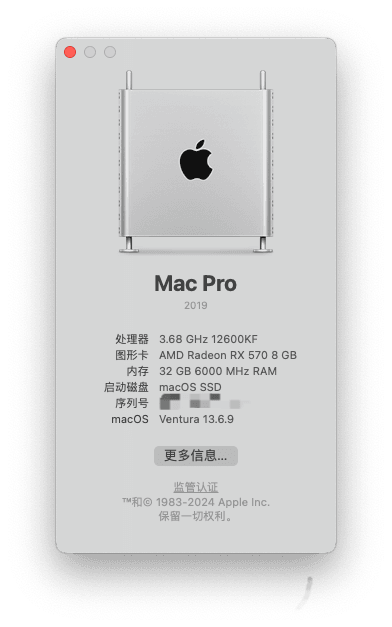 Mac Pro
2019
处理器 3.68 GHz 12600KF
图形卡 AMD Radeon RX 570 8 GB
内存 32 GB 6000 MHz RAM
启动磁盘 macOS SSD
序列号
macOS Ventura 13.6.9
更多信息...
监管认证
™和© 1983-2024 Apple Inc.
保留一切权利。